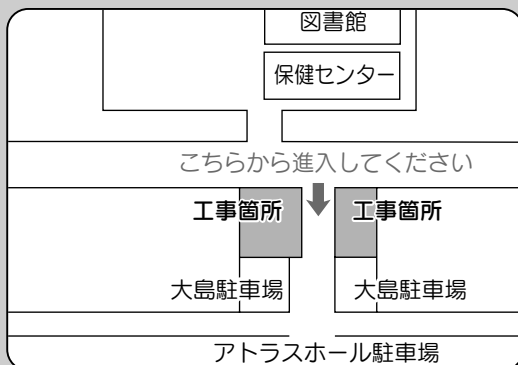 図書館
保健センター
こちらから進入してください
工事箇所
工事箇所
大島駐車場
大島駐車場
アトラスホール駐車場